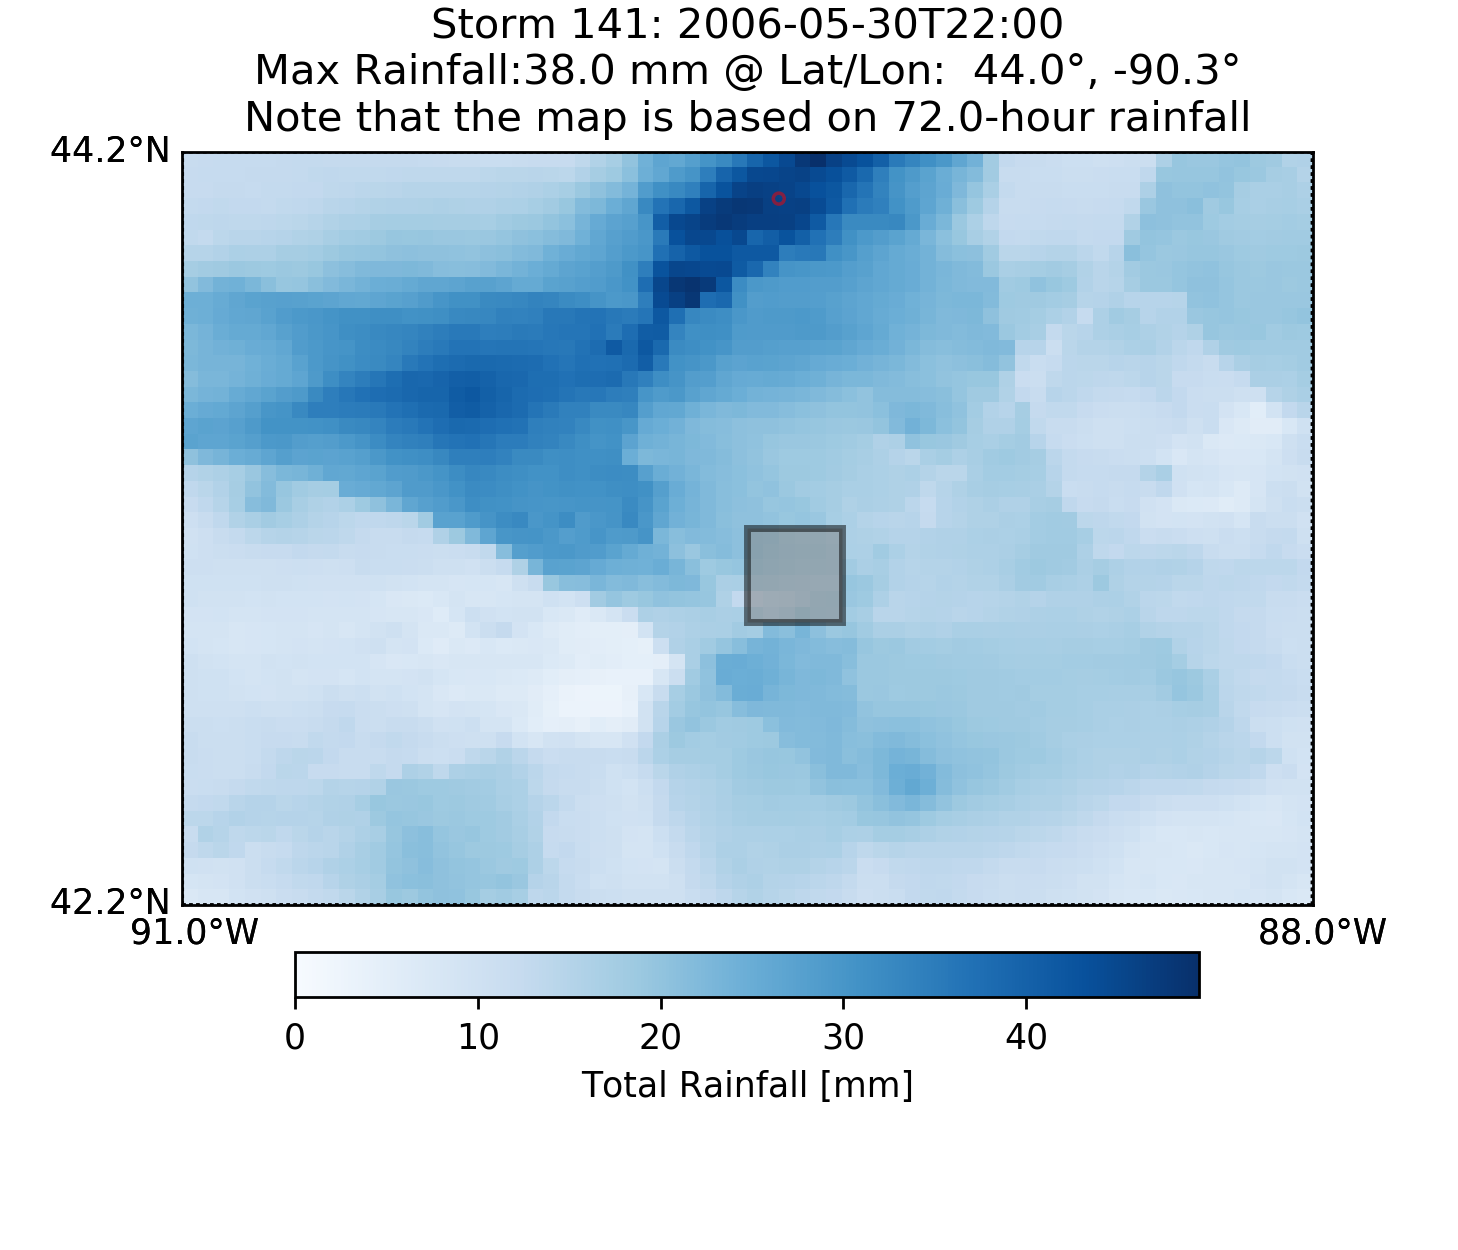 Storm 141: 2006-05-30T22:00
Max Rainfall:38.0 mm @ Lat/Lon:  44.0°, -90.3°
Note that the map is based on 72.0-hour rainfall
44.2°N
42.2°N
91.0°W 88.0°W
0 10 20 30 40
Total Rainfall [mm]